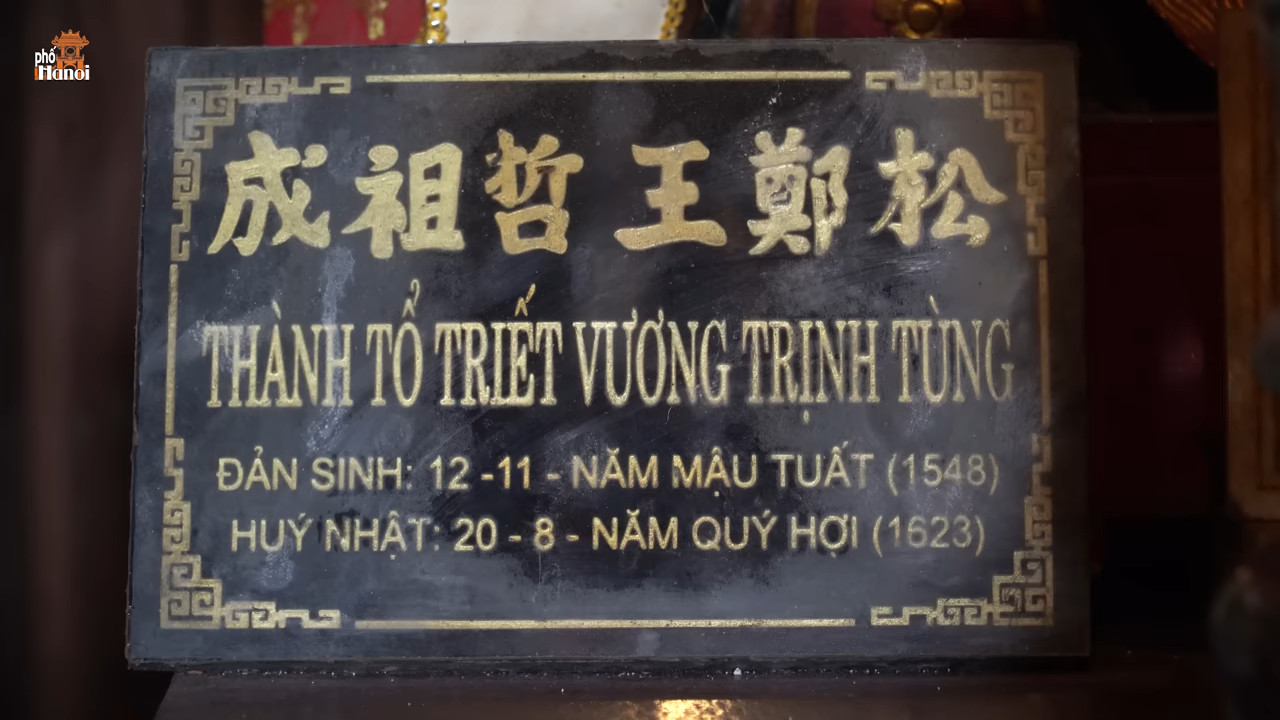 phố
Hanoi
成祖哲王鄭松
THÀNH TỔ TRIẾT VƯƠNG TRỊNH TÙNG
ĐẢN SINH: 12 -11 - NĂM MẬU TUẤT (1548)
HUÝ NHẬT: 20 - 8 - NĂM QUÝ HỢI (1623)